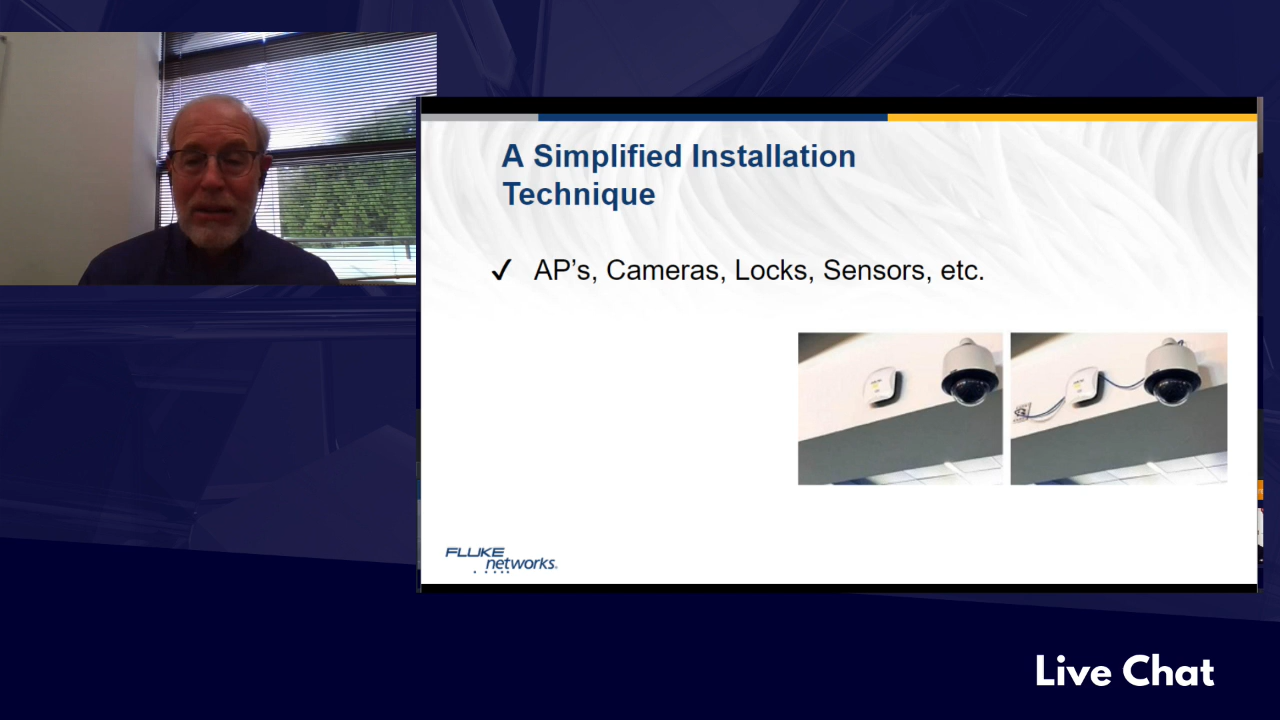 A Simplified Installation
Technique
✓ AP's, Cameras, Locks, Sensors, etc.
FLUKE
networks®
Live Chat